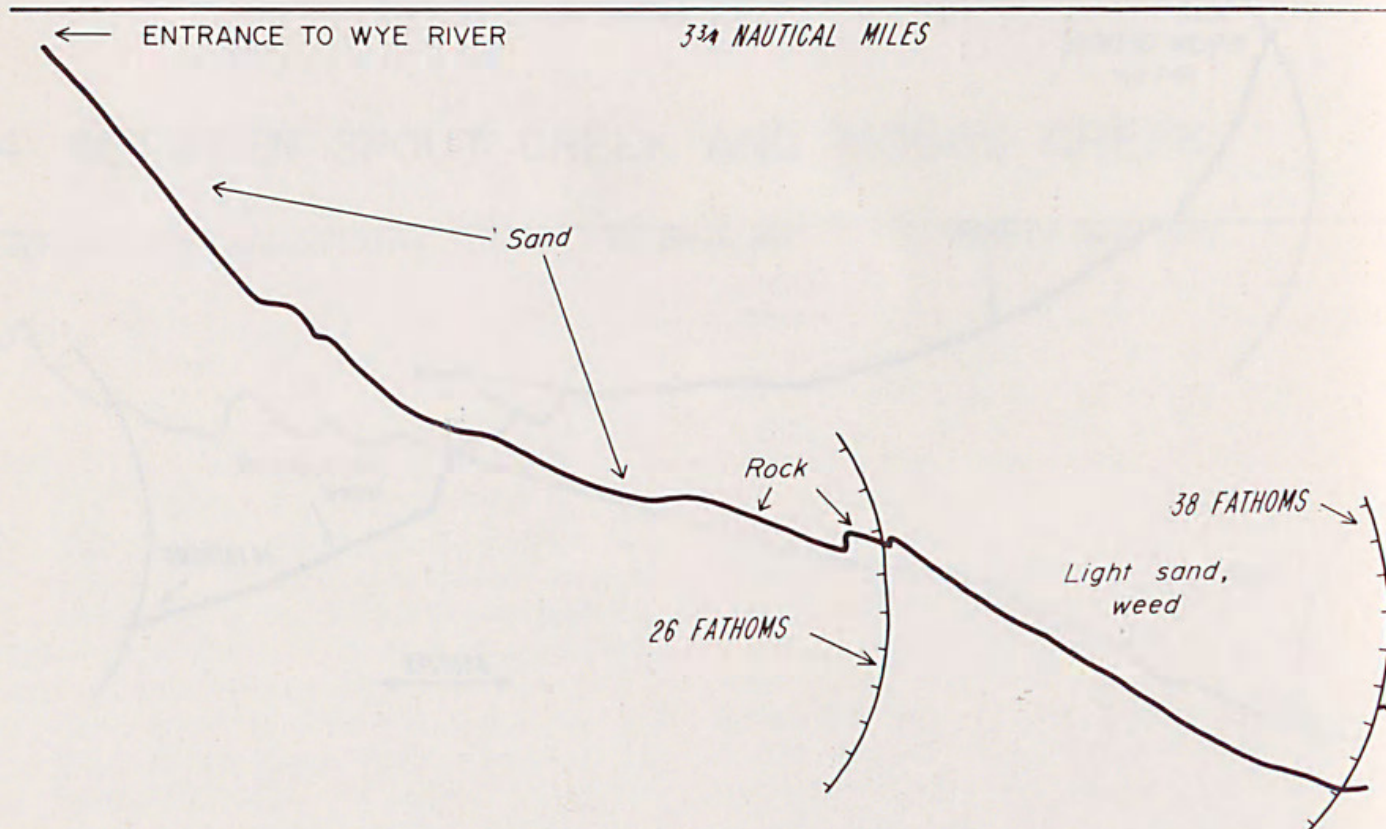 ← ENTRANCE TO WYE RIVER
3¾ NAUTICAL MILES
Sand
Rock
38 FATHOMS
Light sand,
weed
26 FATHOMS